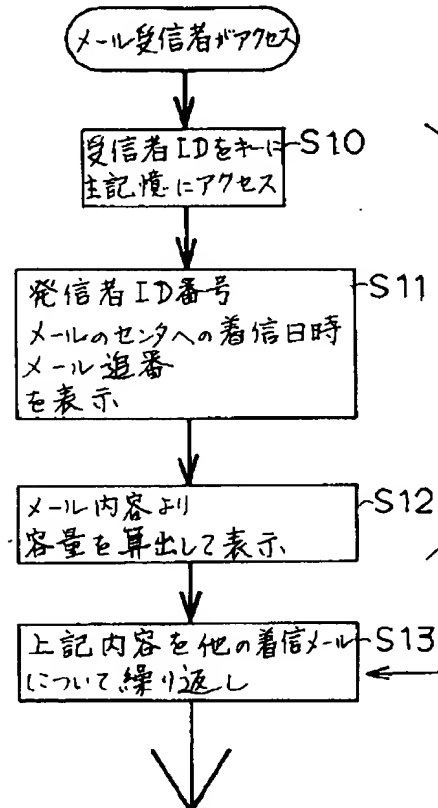 メール受信者がアクセス
受信者IDをキーに
主記憶にアクセス
S10
発信者ID番号
メールのセンタへの着信日時
メール追番
を表示
S11
メール内容より
容量を算出して表示
S12
上記内容を他の着信メール
について繰り返し
S13